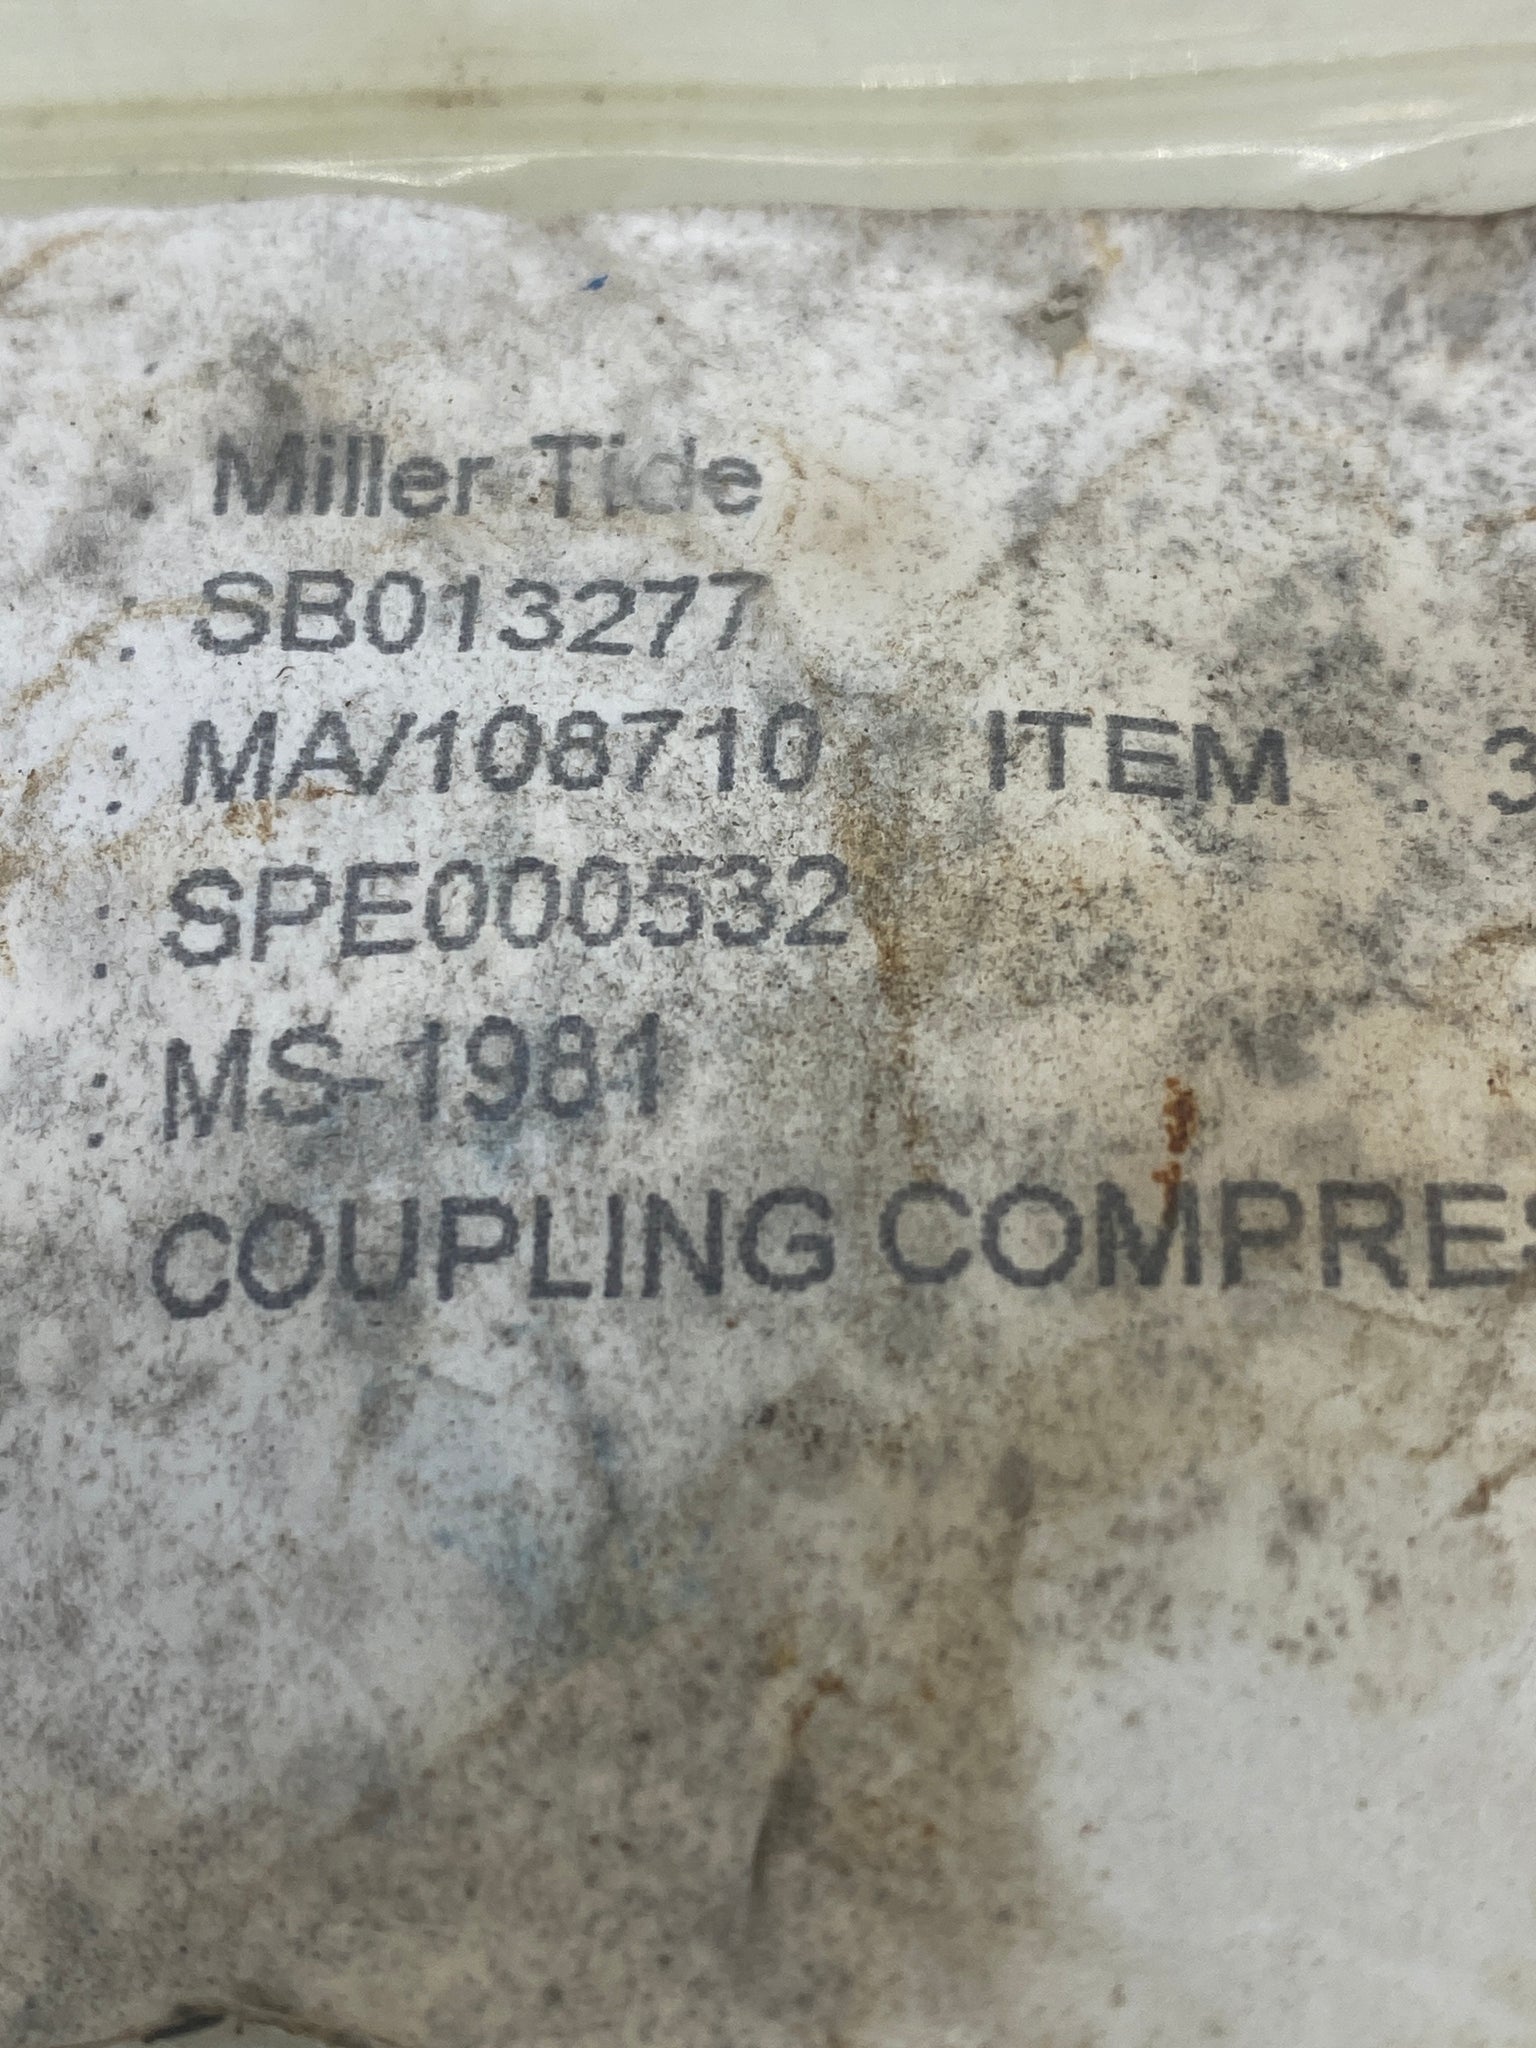 Miller Tide
: SB013277
: MA/108710 ITEM : 3
: SPE000532
: MS-1981
COUPLING COMPRES